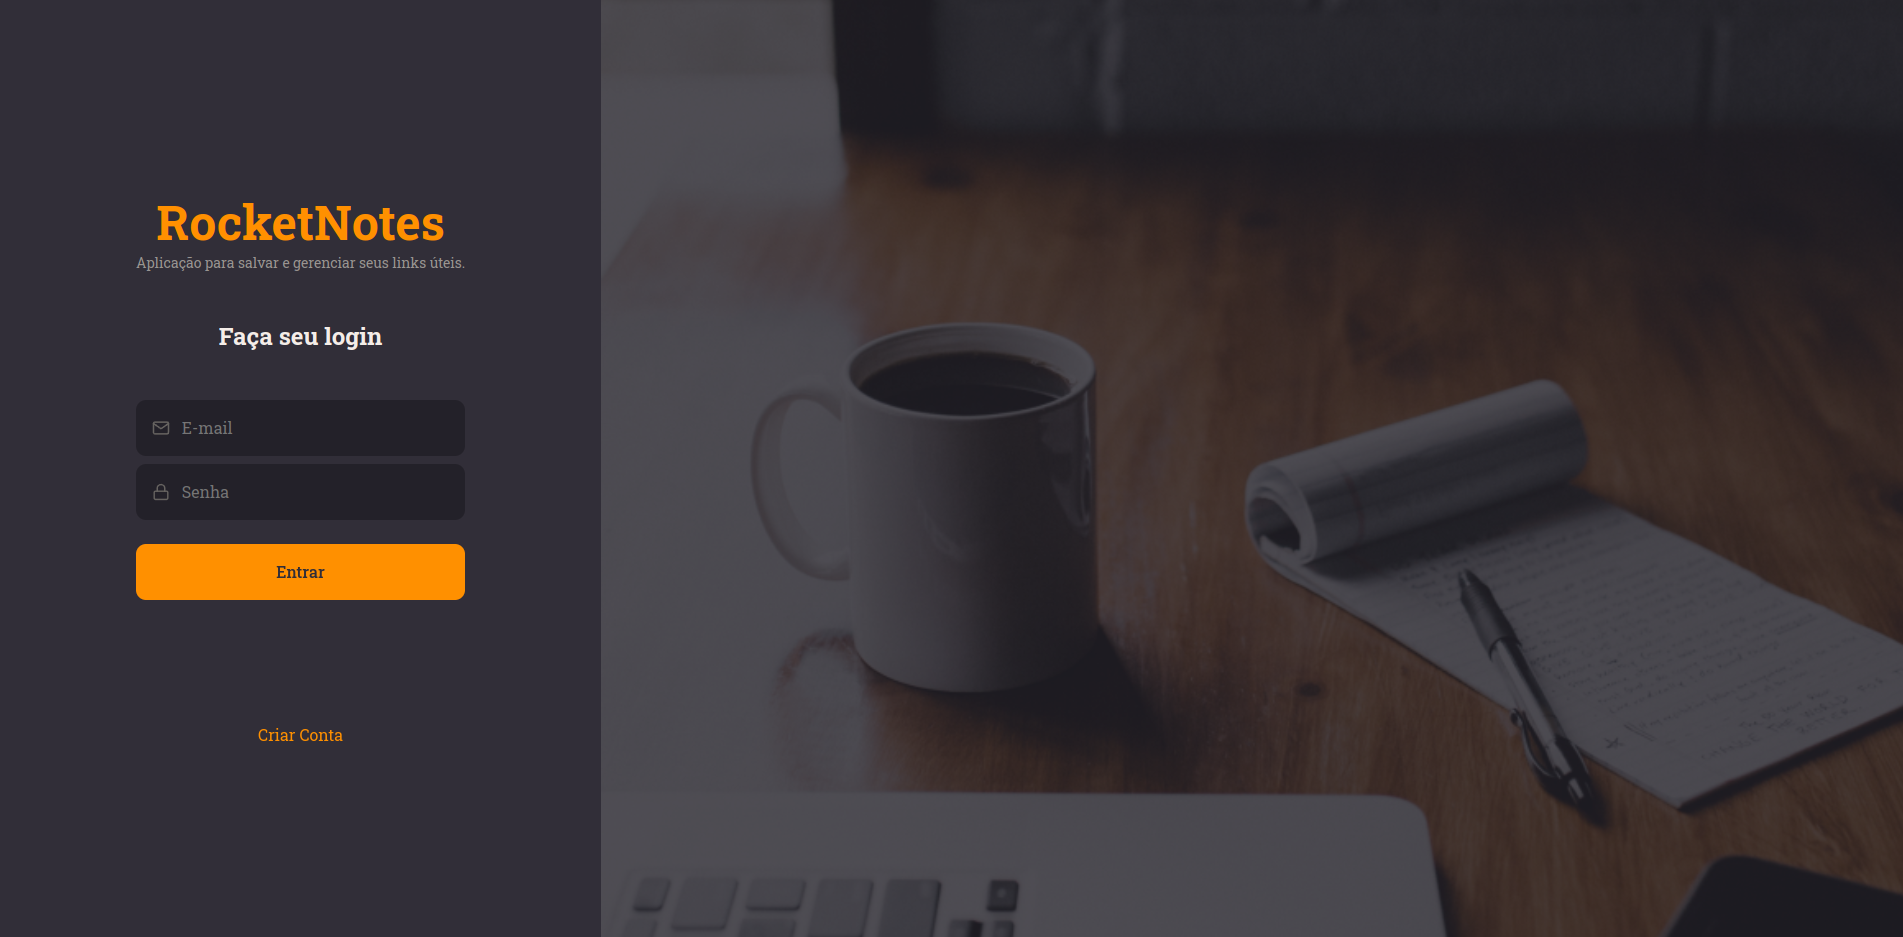 RocketNotes
Aplicação para salvar e gerenciar seus links úteis.
Faça seu login
E-mail
Senha
Entrar
Criar Conta